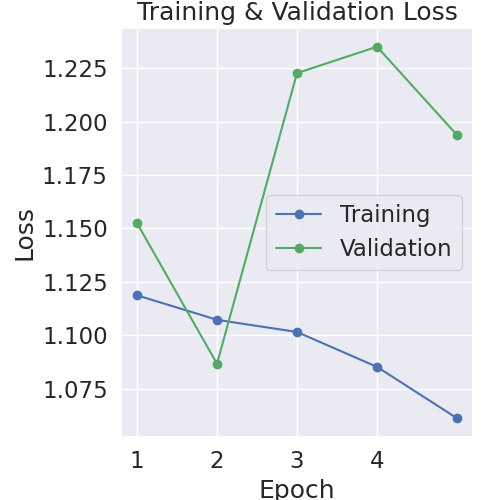 Training & Validation Loss
1.225
1.200
1.175
1.150
1.125
1.100
1.075
Loss
Training
Validation
1 2 3 4
Epoch